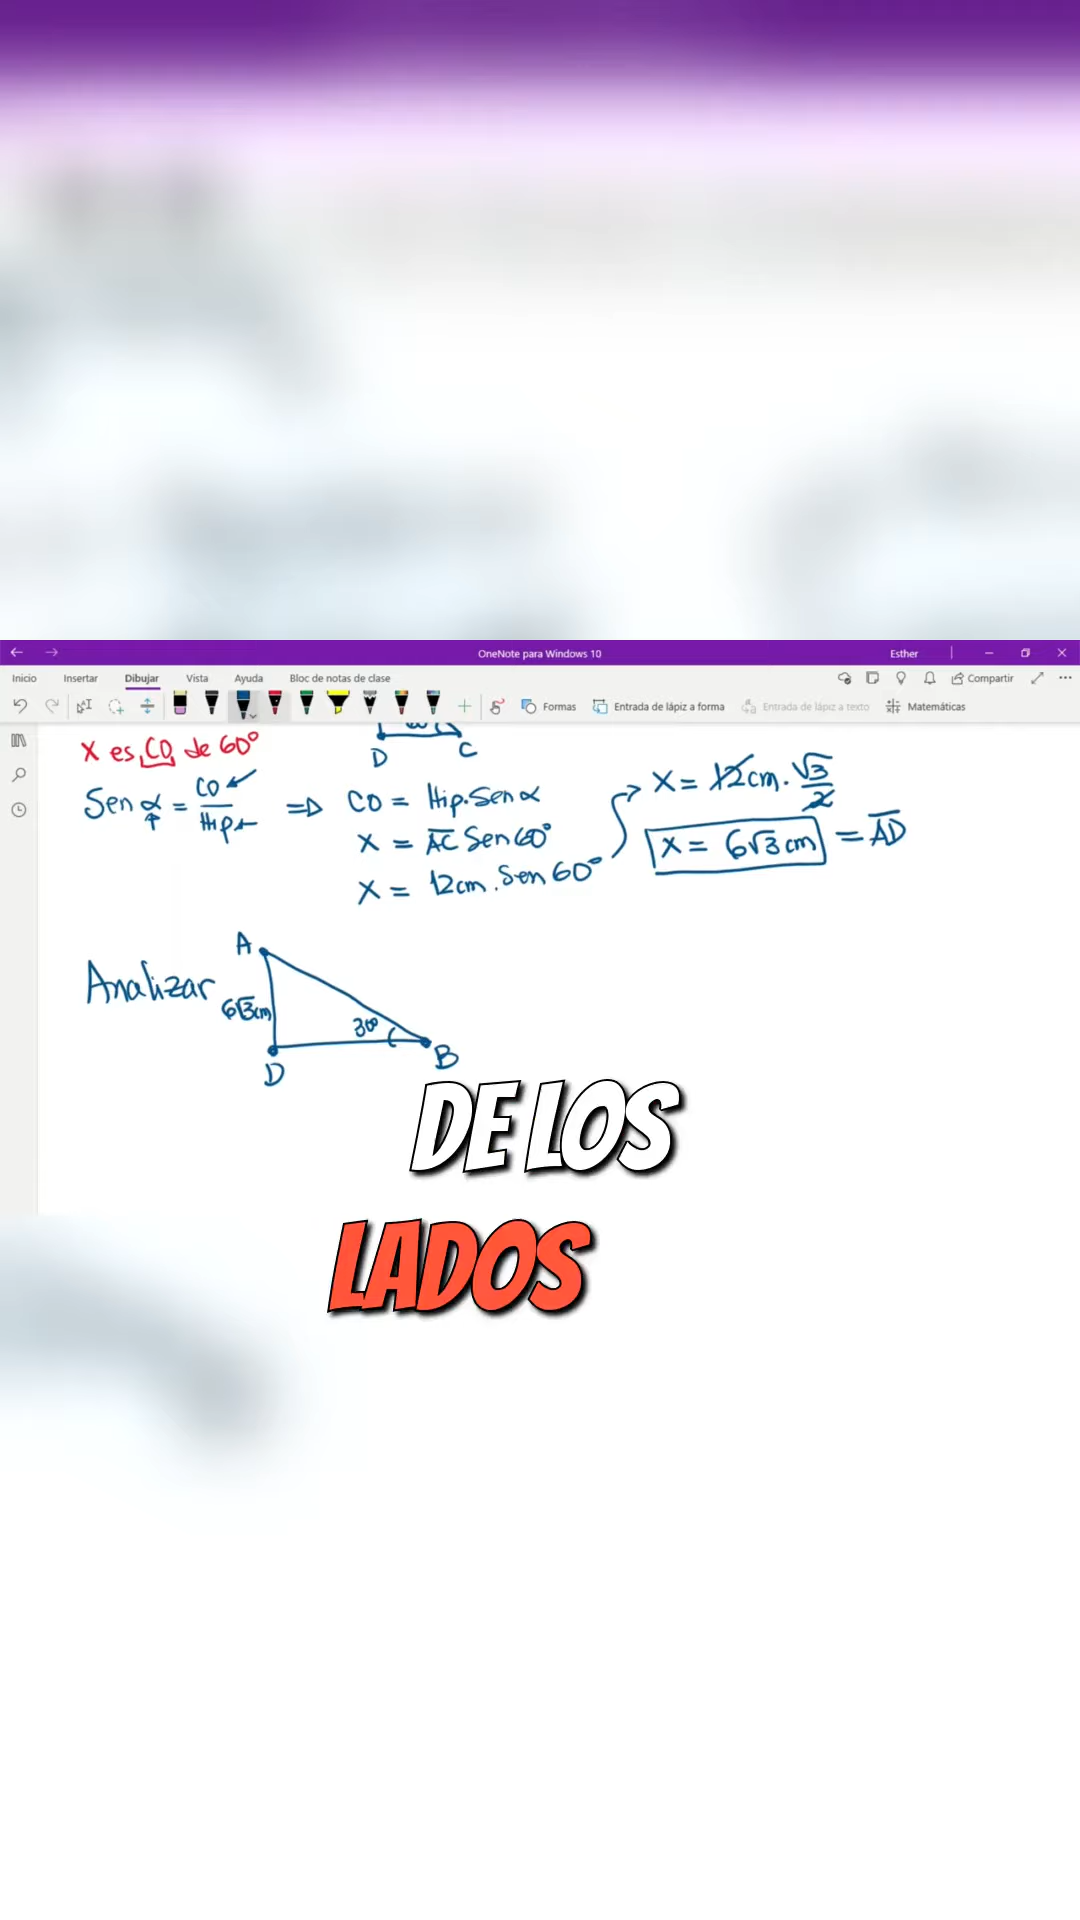 OneNote para Windows 10
Esther
Inicio Insertar Dibujar Vista Ayuda Bloc de notas de clase
Compartir
Formas Entrada de lápiz a forma Entrada de lápiz a texto Matemáticas
X es CO de 60°
D C
Sen α = CO / Hip ⇒ CO = Hip. Sen α
X = AC Sen 60°
X = 12cm. Sen 60°
X = 12cm. √3/2
X = 6√3 cm = AD
Analizar
A
6√3cm
30°
D
B
DE LOS
LADOS